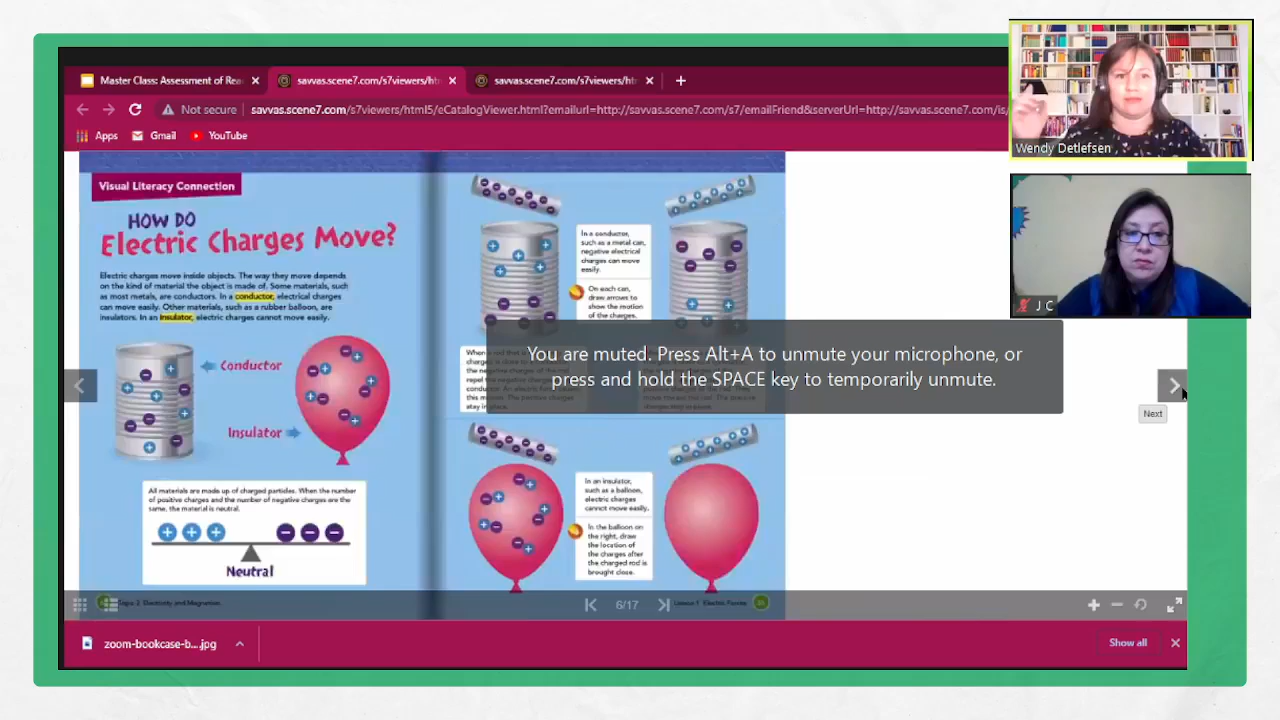 Master Class: Assessment of Rea
savvas.scene7.com/s7viewers/ht
savvas.scene7.com/s7viewers/ht
Not secure
savvas.scene7.com/s7viewers/html5/eCatalogViewer.html?emailurl=http://savvas.scene7.com/s7/emailFriend&serverUrl=http://savvas.scene7.com/is/
Apps
Gmail
YouTube
Wendy Detlefsen
J C
Visual Literacy Connection
HOW DO
Electric Charges Move?
Electric charges move inside objects. The way they move depends
on the kind of material the object is made of. Some materials, such
as most metals, are conductors. In a conductor, electrical charges
can move easily. Other materials, such as a rubber balloon, are
insulators. In an insulator, electric charges cannot move easily.
Conductor
Insulator
All materials are made up of charged particles. When the number
of positive charges and the number of negative charges are the
same, the material is neutral.
Neutral
In a conductor,
such as a metal can,
negative electrical
charges can move
easily.
On each can,
draw arrows to
show the motion
of the charges.
You are muted. Press Alt+A to unmute your microphone, or
press and hold the SPACE key to temporarily unmute.
In an insulator,
such as a balloon,
electric charges
cannot move easily.
In the balloon on
the right, draw
the location of
the charges after
the charged rod is
brought close.
Next
Topic 2 Electricity and Magnetism
6/17
Lesson 1 Electric Forces
zoom-bookcase-b....jpg
Show all